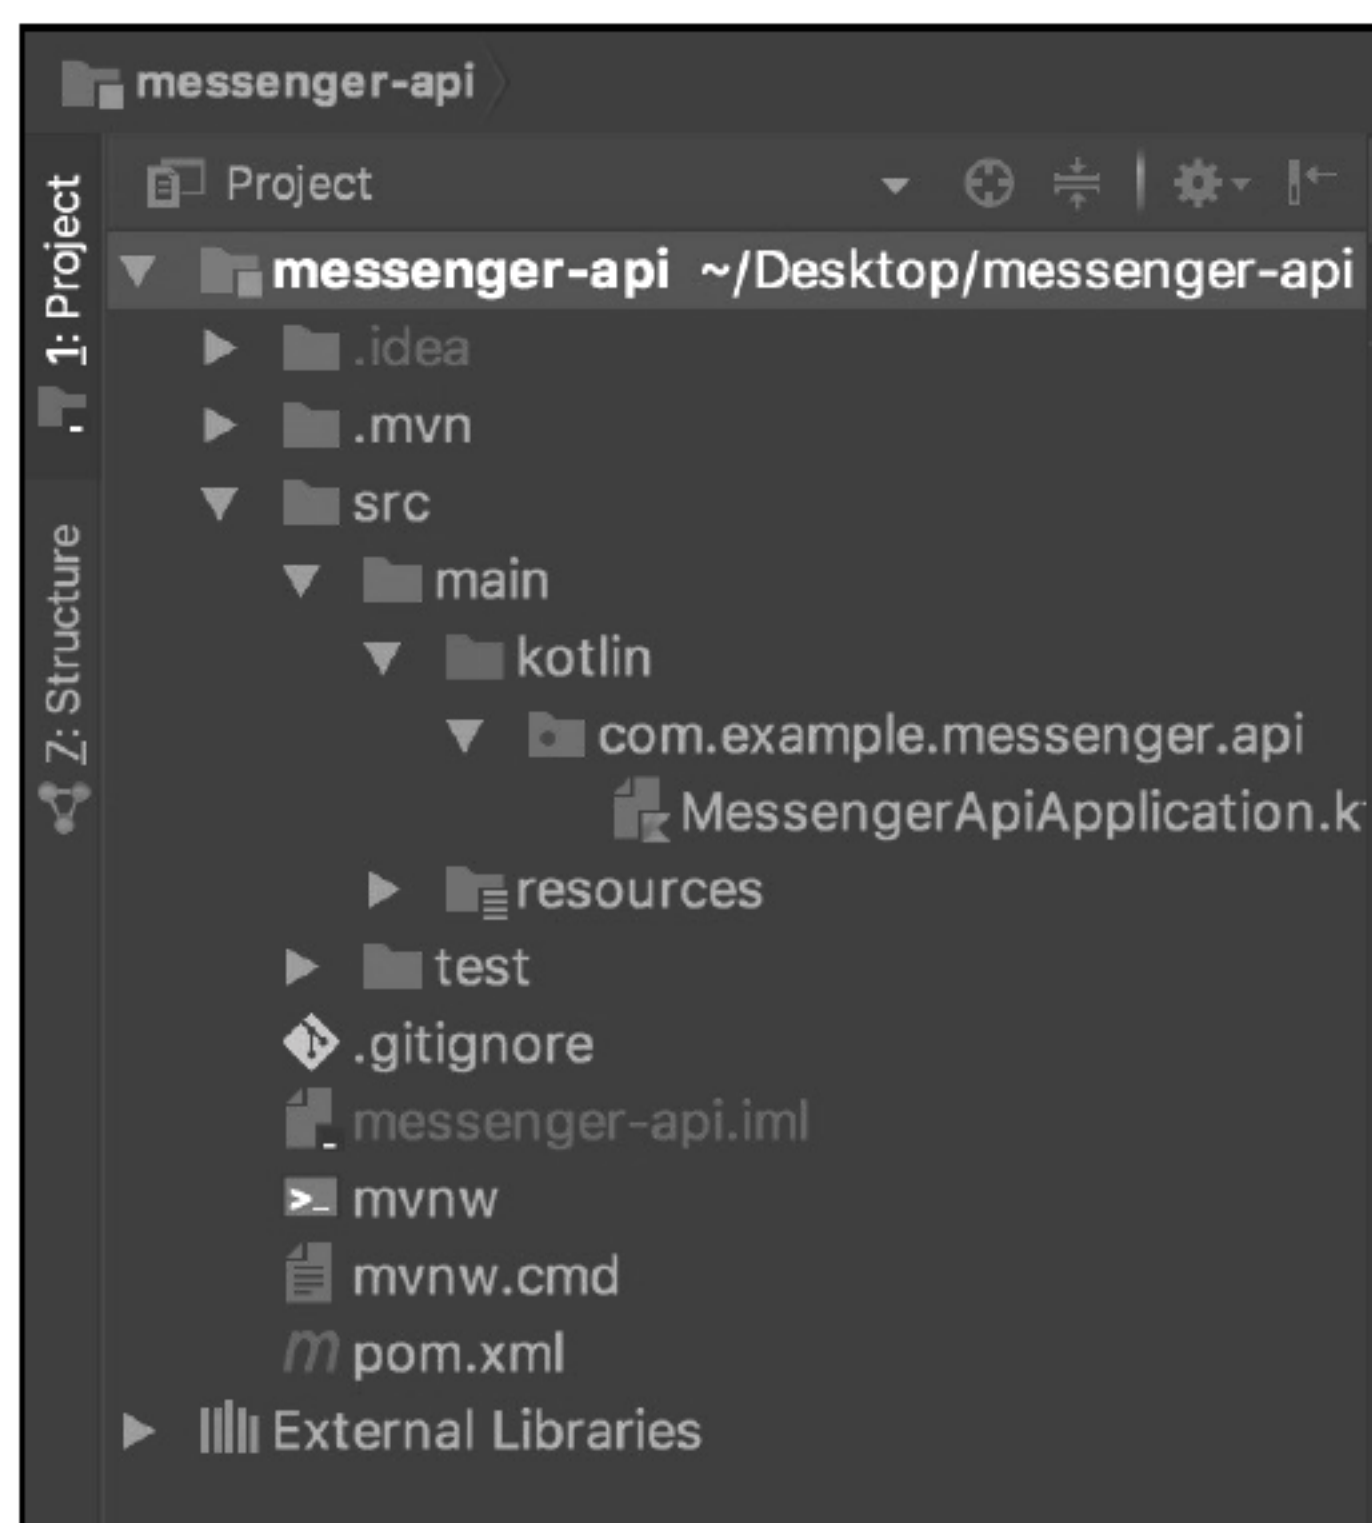 messenger-api
Project
1: Project
messenger-api ~/Desktop/messenger-api
.idea
.mvn
src
main
kotlin
com.example.messenger.api
MessengerApiApplication.k
resources
test
.gitignore
messenger-api.iml
mvnw
mvnw.cmd
m pom.xml
External Libraries
7: Structure